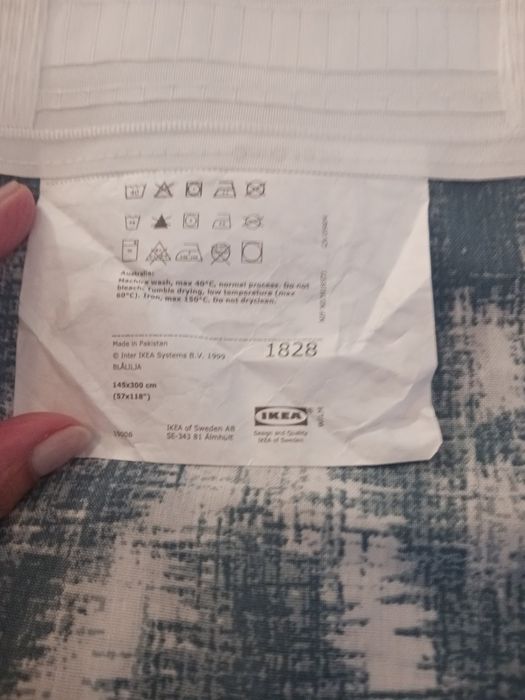 Australia:
Machine wash, max 40°C, normal process. Do not
bleach. Tumble drying, low temperature (max
60°C). Iron, max 150°C. Do not dryclean.
Made in Pakistan
© Inter IKEA Systems B.V. 1999
BLÅLILJA
1828
145x300 cm
(57x118")
IKEA of Sweden AB
SE-343 81 Älmhult
IKEA
Design and Quality
IKEA of Sweden